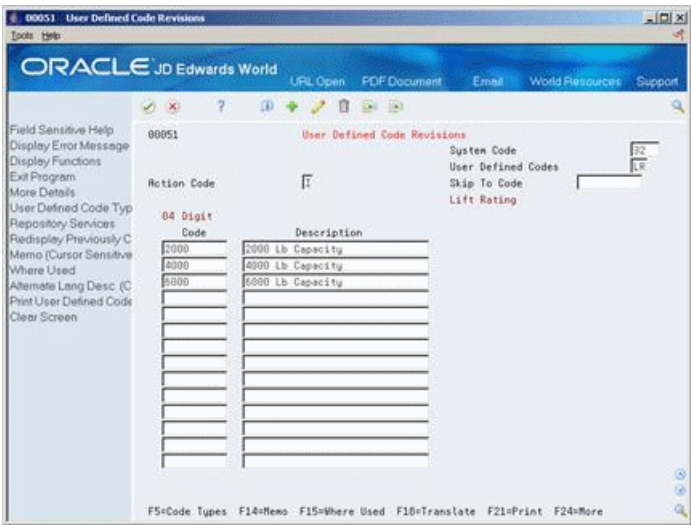 00051 User Defined Code Revisions
Tools Help
ORACLE JD Edwards World
URL Open PDF Document Email World Resources Support
Field Sensitive Help
Display Error Message
Display Functions
Exit Program
More Details
User Defined Code Typ
Repository Services
Redisplay Previously C
Memo (Cursor Sensitive
Where Used
Alternate Lang Desc (C
Print User Defined Code
Clear Screen
00051 User Defined Code Revisions
System Code 32
User Defined Codes LR
Action Code I Skip To Code
Lift Rating
04 Digit
Code Description
2000 2000 Lb Capacity
4000 4000 Lb Capacity
6000 6000 Lb Capacity
F5=Code Types F14=Memo F15=Where Used F18=Translate F21=Print F24=More